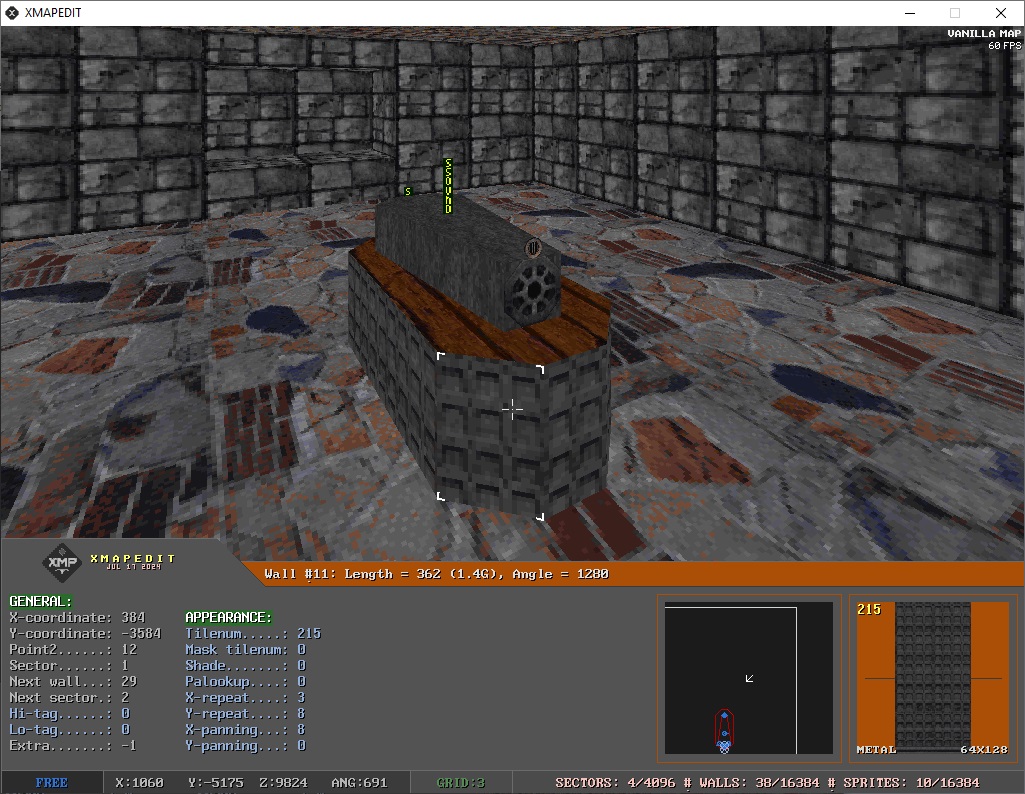 XMAPEDIT
VANILLA MAP
60 FPS
S
SSOUND
XMP
XMAPEDIT
JUL 17 2024
Wall #11: Length = 362 (1.4G), Angle = 1280
GENERAL:
X-coordinate: 384
Y-coordinate: -3584
Point2......: 12
Sector......: 1
Next wall...: 29
Next sector.: 2
Hi-tag......: 0
Lo-tag......: 0
Extra.......: -1
APPEARANCE:
Tilenum.....: 215
Mask tilenum: 0
Shade.......: 0
Palookup....: 0
X-repeat....: 3
Y-repeat....: 8
X-panning...: 8
Y-panning...: 0
215
METAL 64X128
FREE X:1060 Y:-5175 Z:9824 ANG:691 GRID:3 SECTORS: 4/4096 # WALLS: 38/16384 # SPRITES: 10/16384